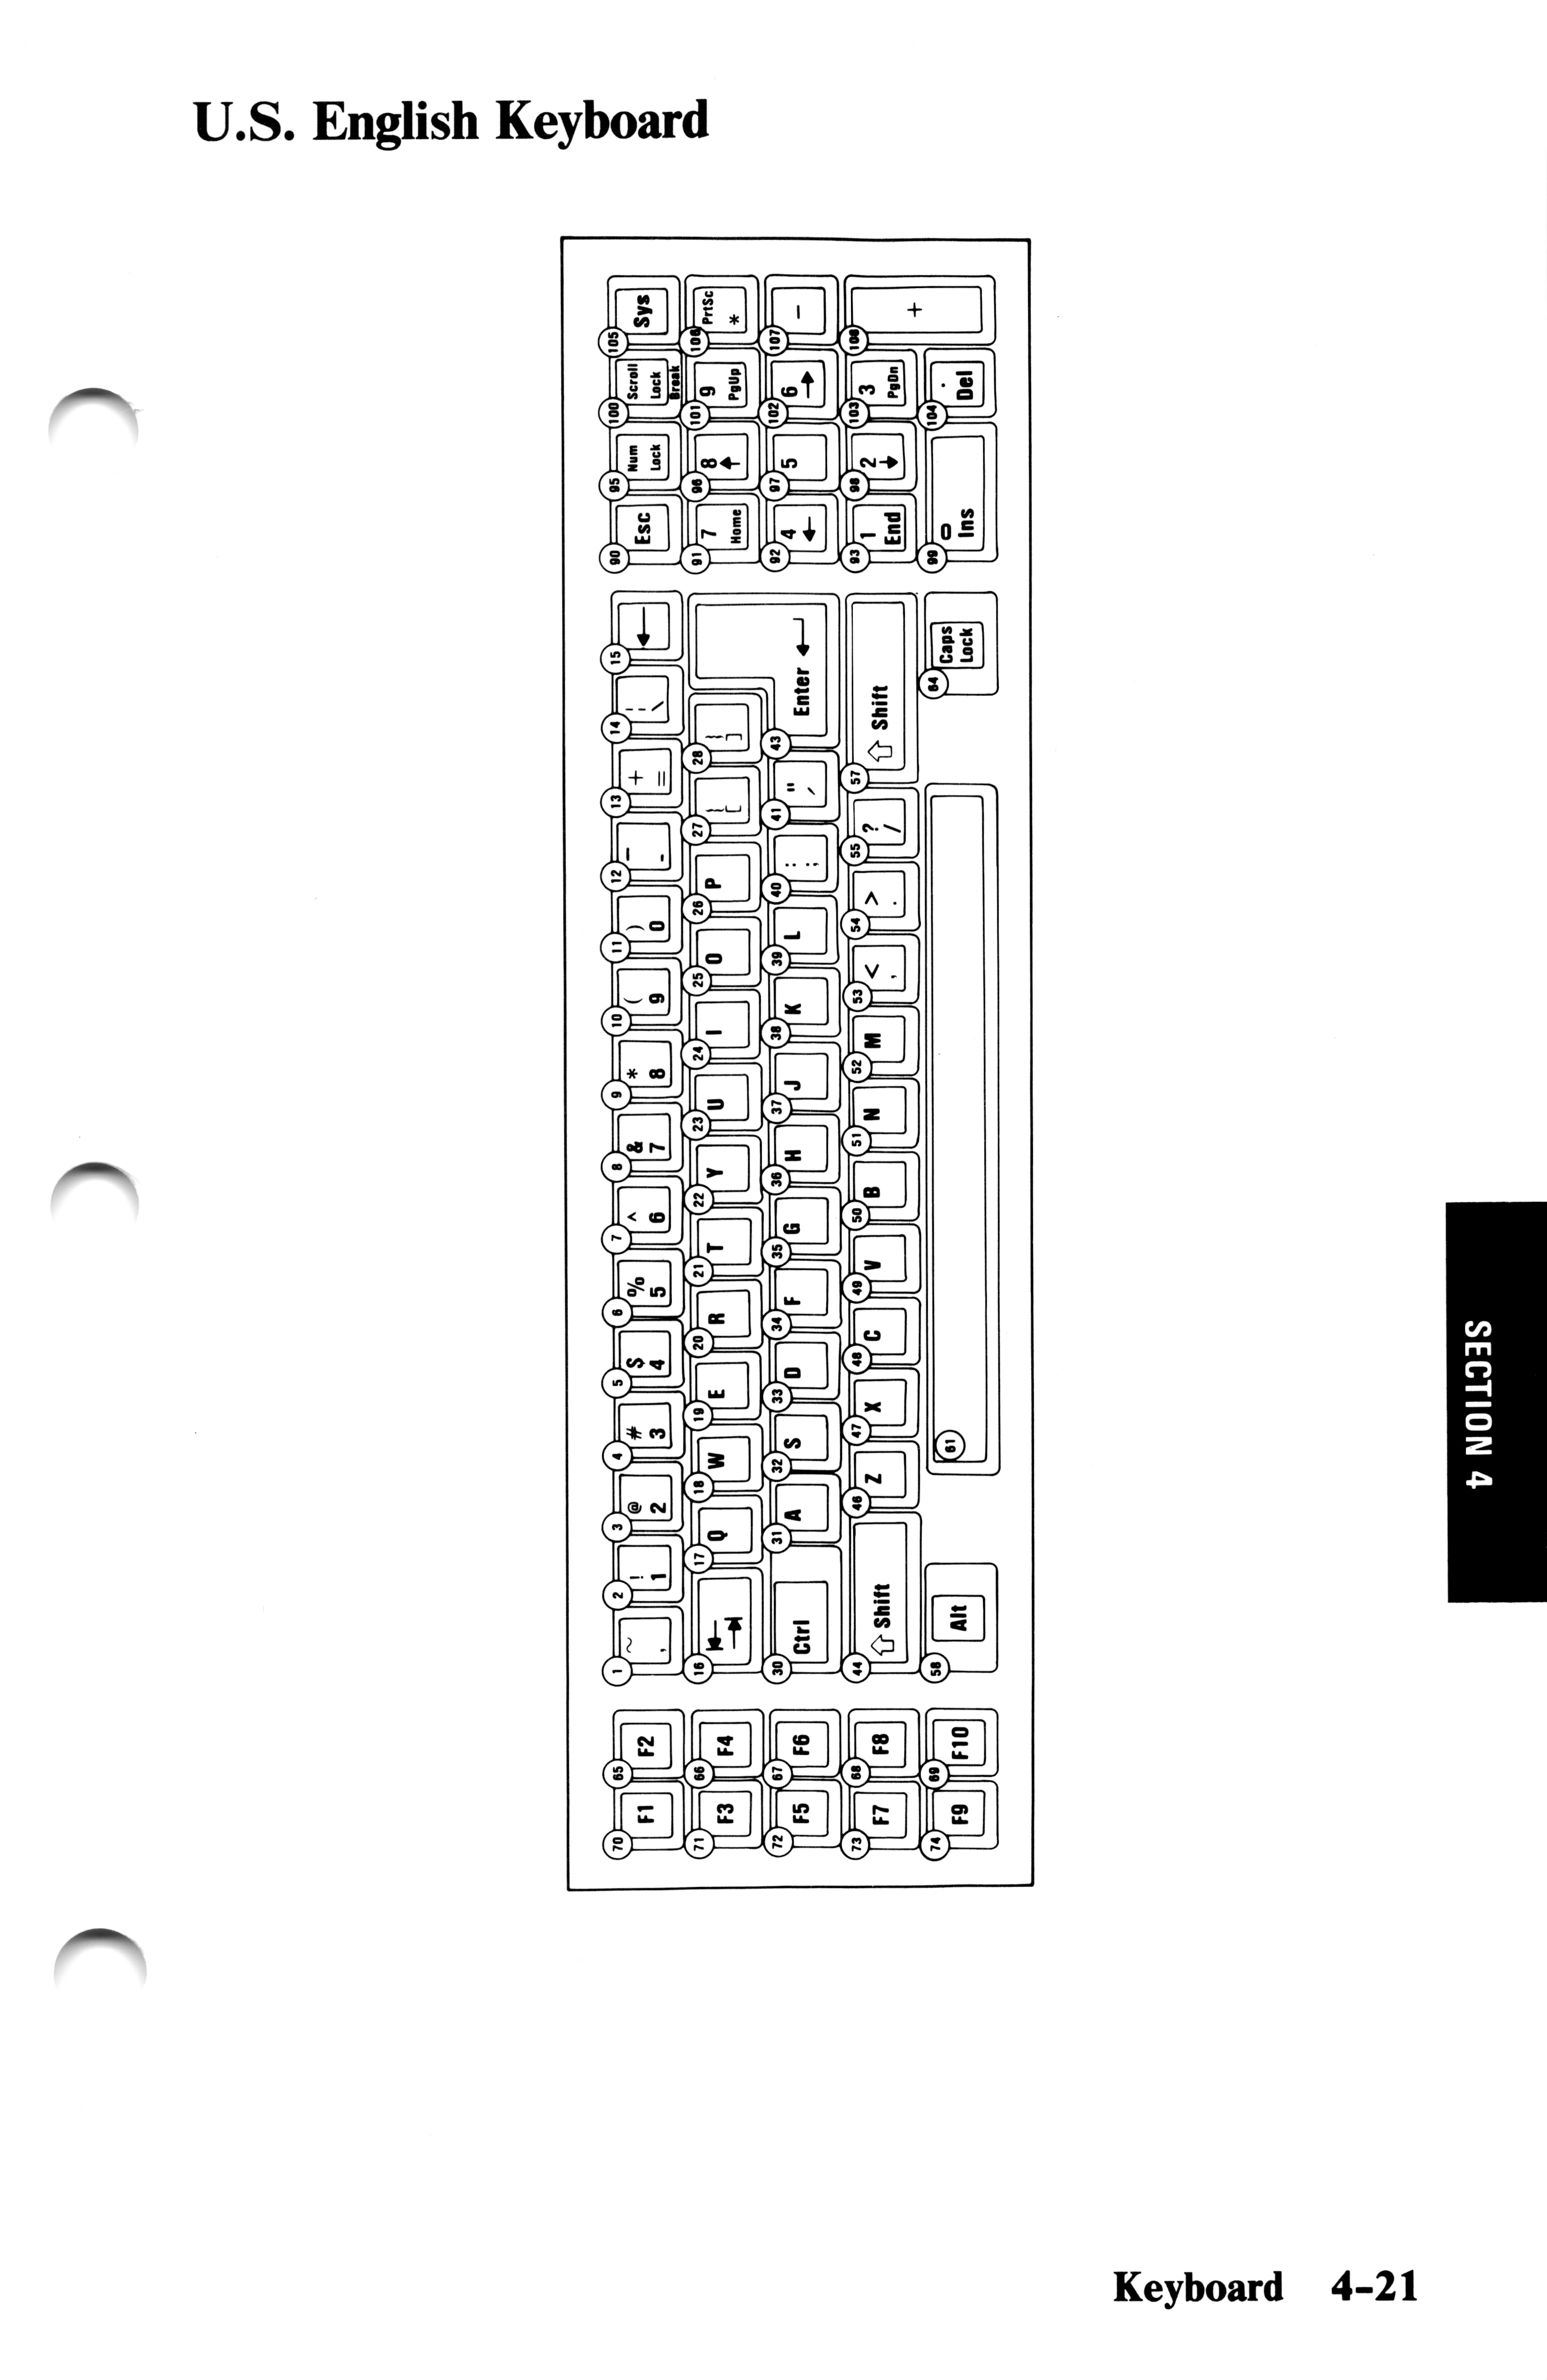 U.S. English Keyboard
70 F1 65 F2 1 ~ , 2 ! 1 3 @ 2 4 # 3 5 $ 4 6 % 5 7 ^ 6 8 & 7 9 * 8 10 ( 9 11 ) 0 12 _ - 13 + = 14 ¦ \ 15 ← 90 Esc 95 Num Lock 100 Scroll Lock Break 105 Sys
71 F3 66 F4 16 ⇤ ⇥ 17 Q 18 W 19 E 20 R 21 T 22 Y 23 U 24 I 25 O 26 P 27 { [ 28 } ] 91 7 Home 96 8 ↑ 101 9 PgUp 106 PrtSc *
72 F5 67 F6 30 Ctrl 31 A 32 S 33 D 34 F 35 G 36 H 37 J 38 K 39 L 40 : ; 41 " ' 43 Enter ↵ 92 4 ← 97 5 102 6 → 107 -
73 F7 68 F8 44 ⇧ Shift 46 Z 47 X 48 C 49 V 50 B 51 N 52 M 53 < , 54 > . 55 ? / 57 ⇧ Shift 93 1 End 98 2 ↓ 103 3 PgDn 108 +
74 F9 69 F10 58 Alt 61 64 Caps Lock 99 0 Ins 104 . Del
SECTION 4
Keyboard 4-21